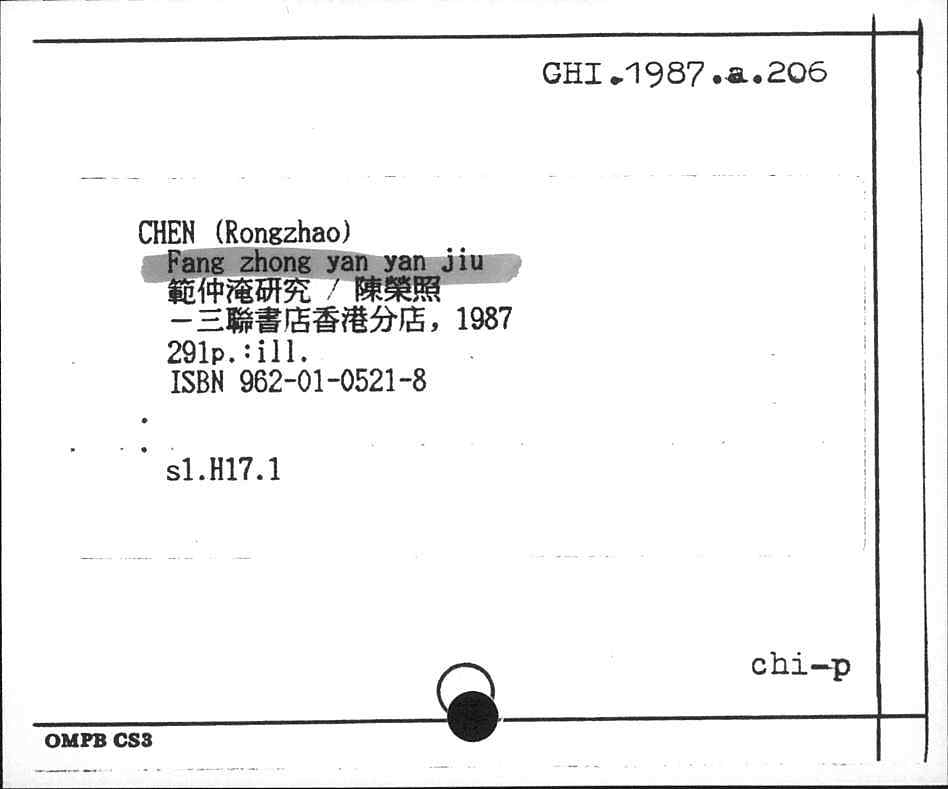 GHI.1987.a.206
CHEN (Rongzhao)
Fang zhong yan yan jiu
範仲淹研究 / 陳榮照
－三聯書店香港分店, 1987
291p.:ill.
ISBN 962-01-0521-8
.
.
s1.H17.1
chi-p
OMPB CS3